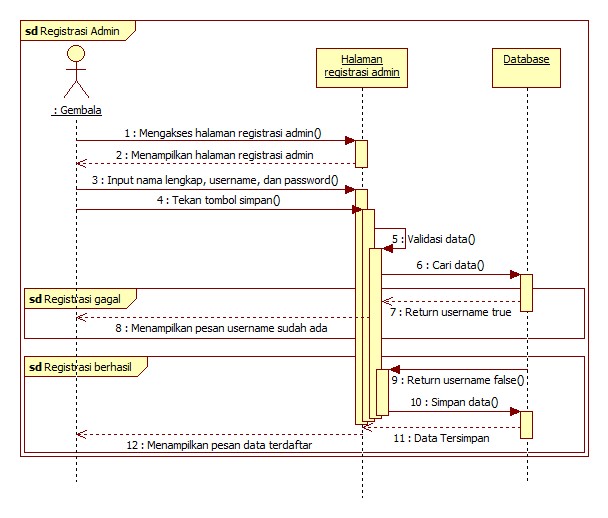 sd Registrasi Admin
Halaman
registrasi admin
Database
: Gembala
1 : Mengakses halaman registrasi admin()
2 : Menampilkan halaman registrasi admin
3 : Input nama lengkap, username, dan password()
4 : Tekan tombol simpan()
5 : Validasi data()
6 : Cari data()
sd Registrasi gagal
7 : Return username true
8 : Menampilkan pesan username sudah ada
sd Registrasi berhasil
9 : Return username false()
10 : Simpan data()
11 : Data Tersimpan
12 : Menampilkan pesan data terdaftar